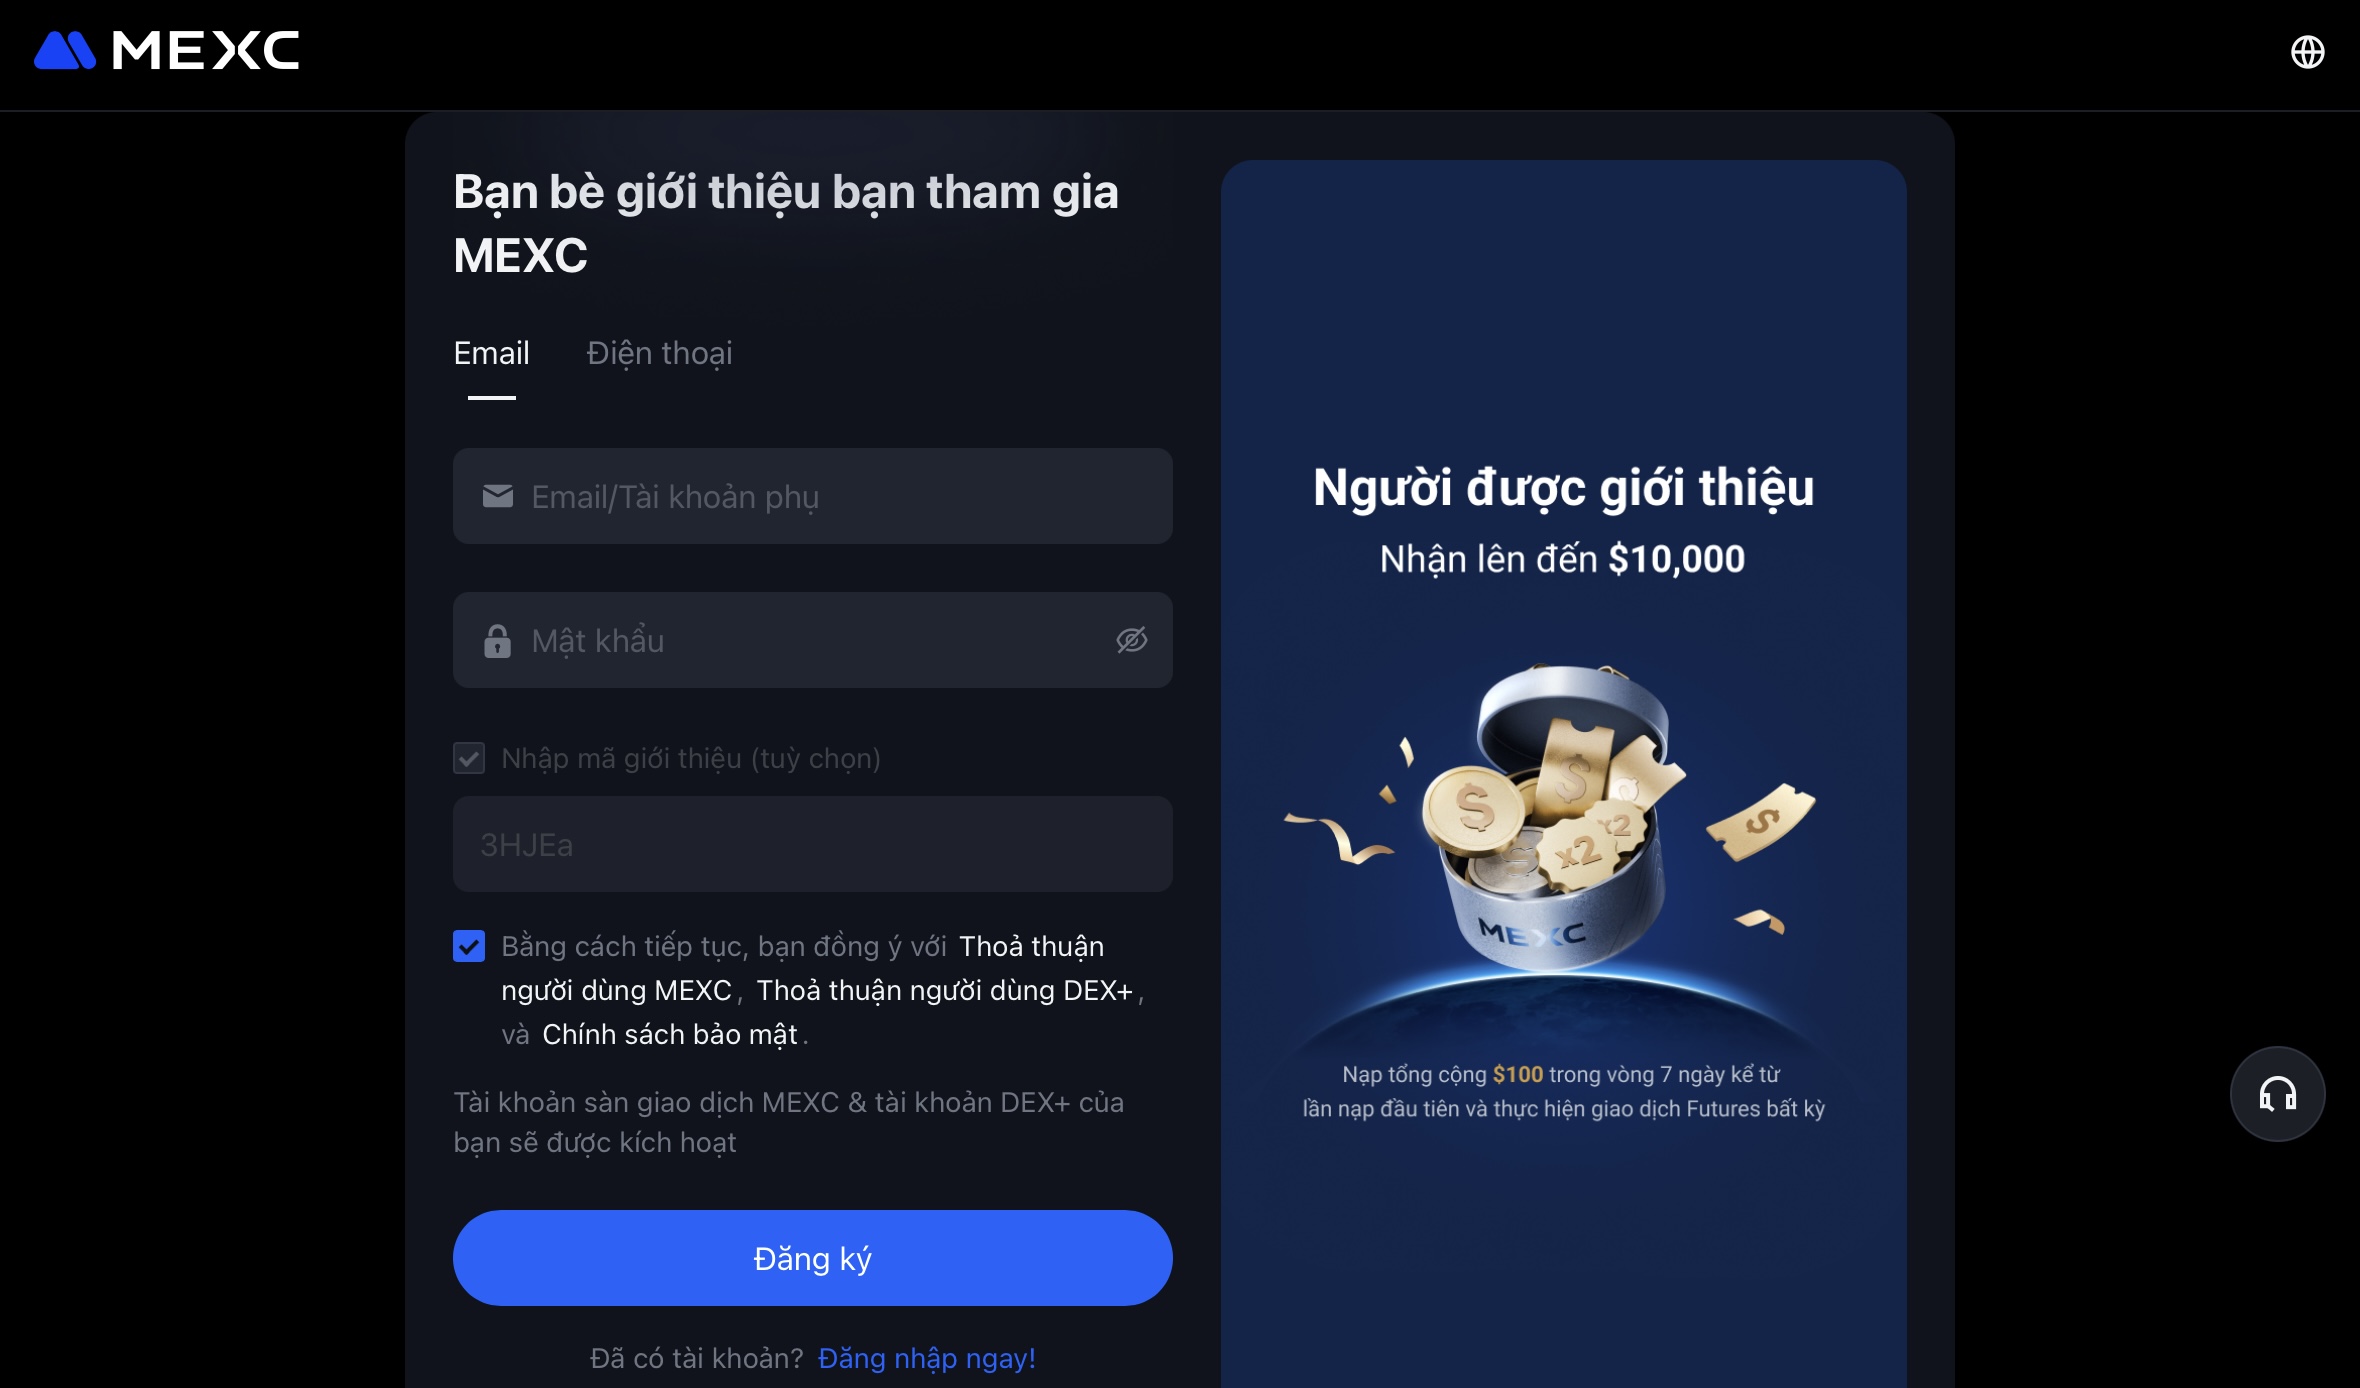 MEXC
Bạn bè giới thiệu bạn tham gia
MEXC
Email
Điện thoại
Email/Tài khoản phụ
Mật khẩu
Nhập mã giới thiệu (tuỳ chọn)
3HJEa
Bằng cách tiếp tục, bạn đồng ý với Thoả thuận
người dùng MEXC, Thoả thuận người dùng DEX+,
và Chính sách bảo mật.
Tài khoản sàn giao dịch MEXC & tài khoản DEX+ của
bạn sẽ được kích hoạt
Đăng ký
Đã có tài khoản? Đăng nhập ngay!
Người được giới thiệu
Nhận lên đến $10,000
$
$
$
$
x2
x2
$
MEXC
Nạp tổng cộng $100 trong vòng 7 ngày kể từ
lần nạp đầu tiên và thực hiện giao dịch Futures bất kỳ